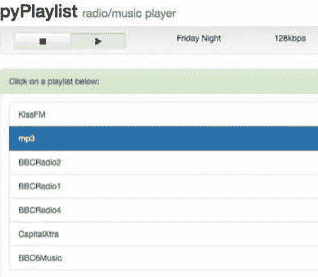 pyPlaylist radio/music player
Friday Night 128kbps
Click on a playlist below:
KissFM
mp3
BBCRadio2
BBCRadio1
BBCRadio4
CapitalXtra
BBC6Music